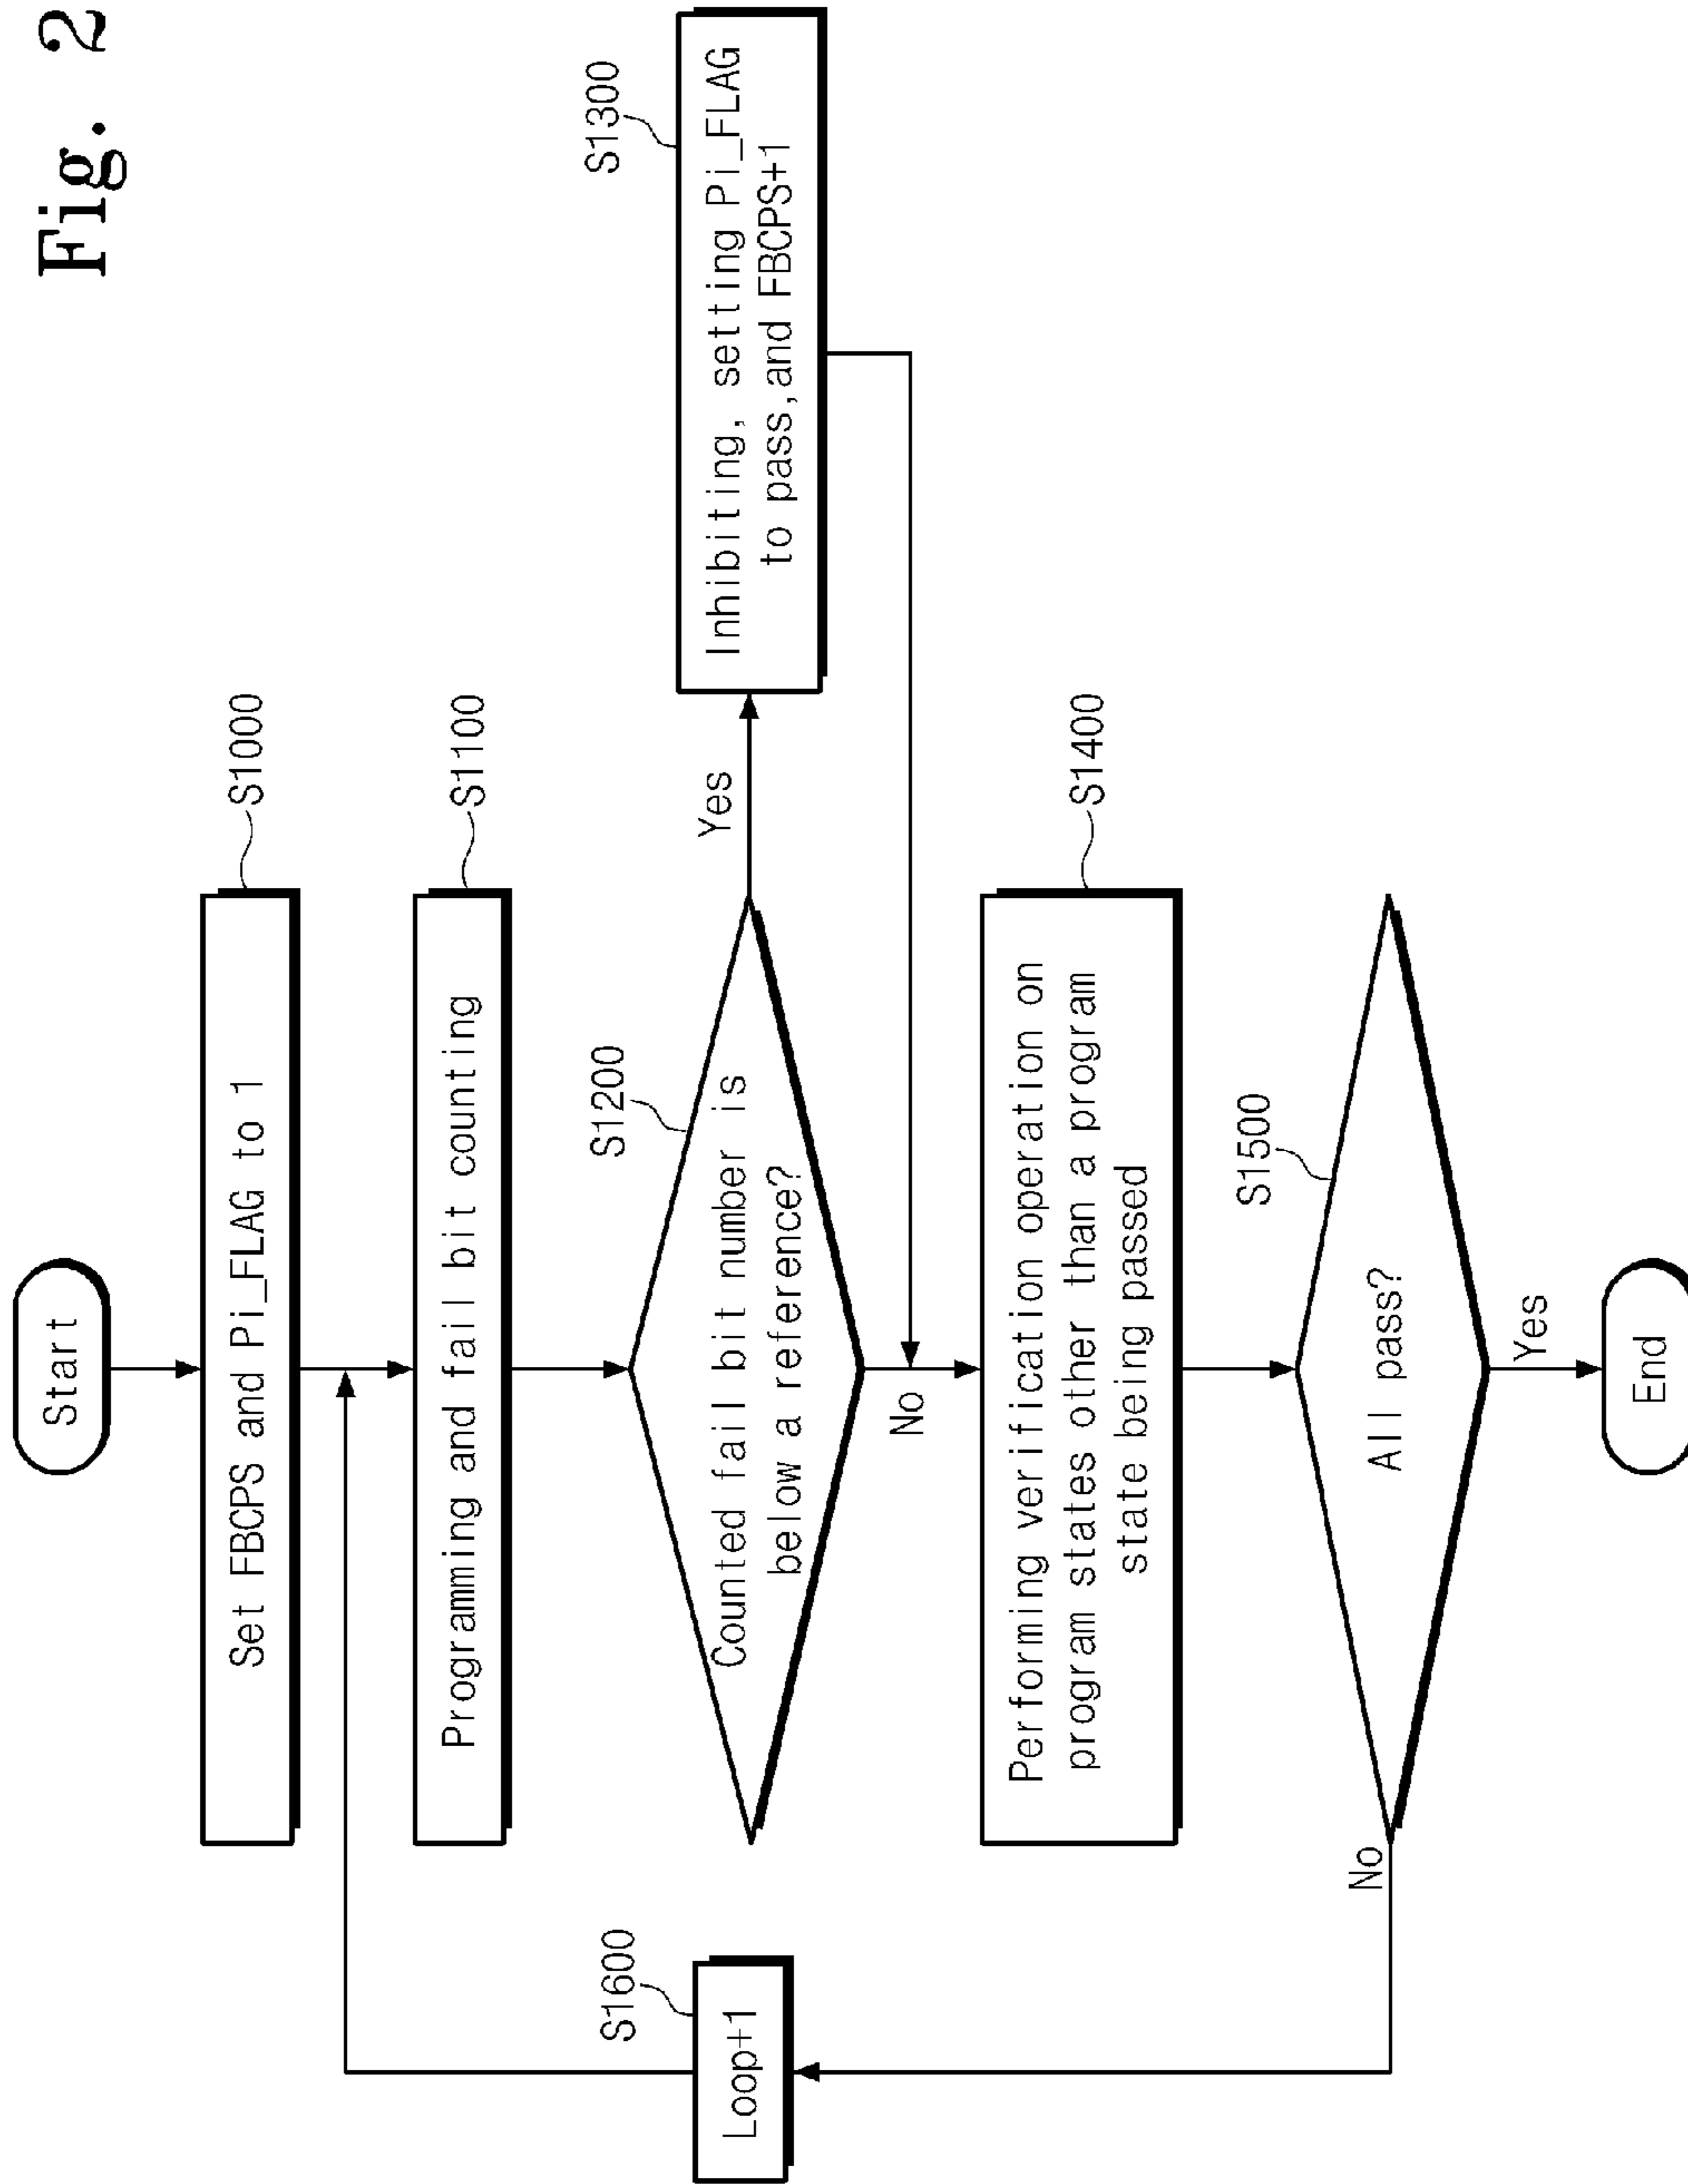 Fig. 2
Start
Set FBCPS and Pi_FLAG to 1
S1000
Programming and fail bit counting
S1100
Counted fail bit number is
below a reference?
S1200
Yes
Inhibiting, setting Pi_FLAG
to pass,and FBCPS+1
S1300
No
Performing verification operation on
program states other than a program
state being passed
S1400
All pass?
S1500
No
Loop+1
S1600
Yes
End